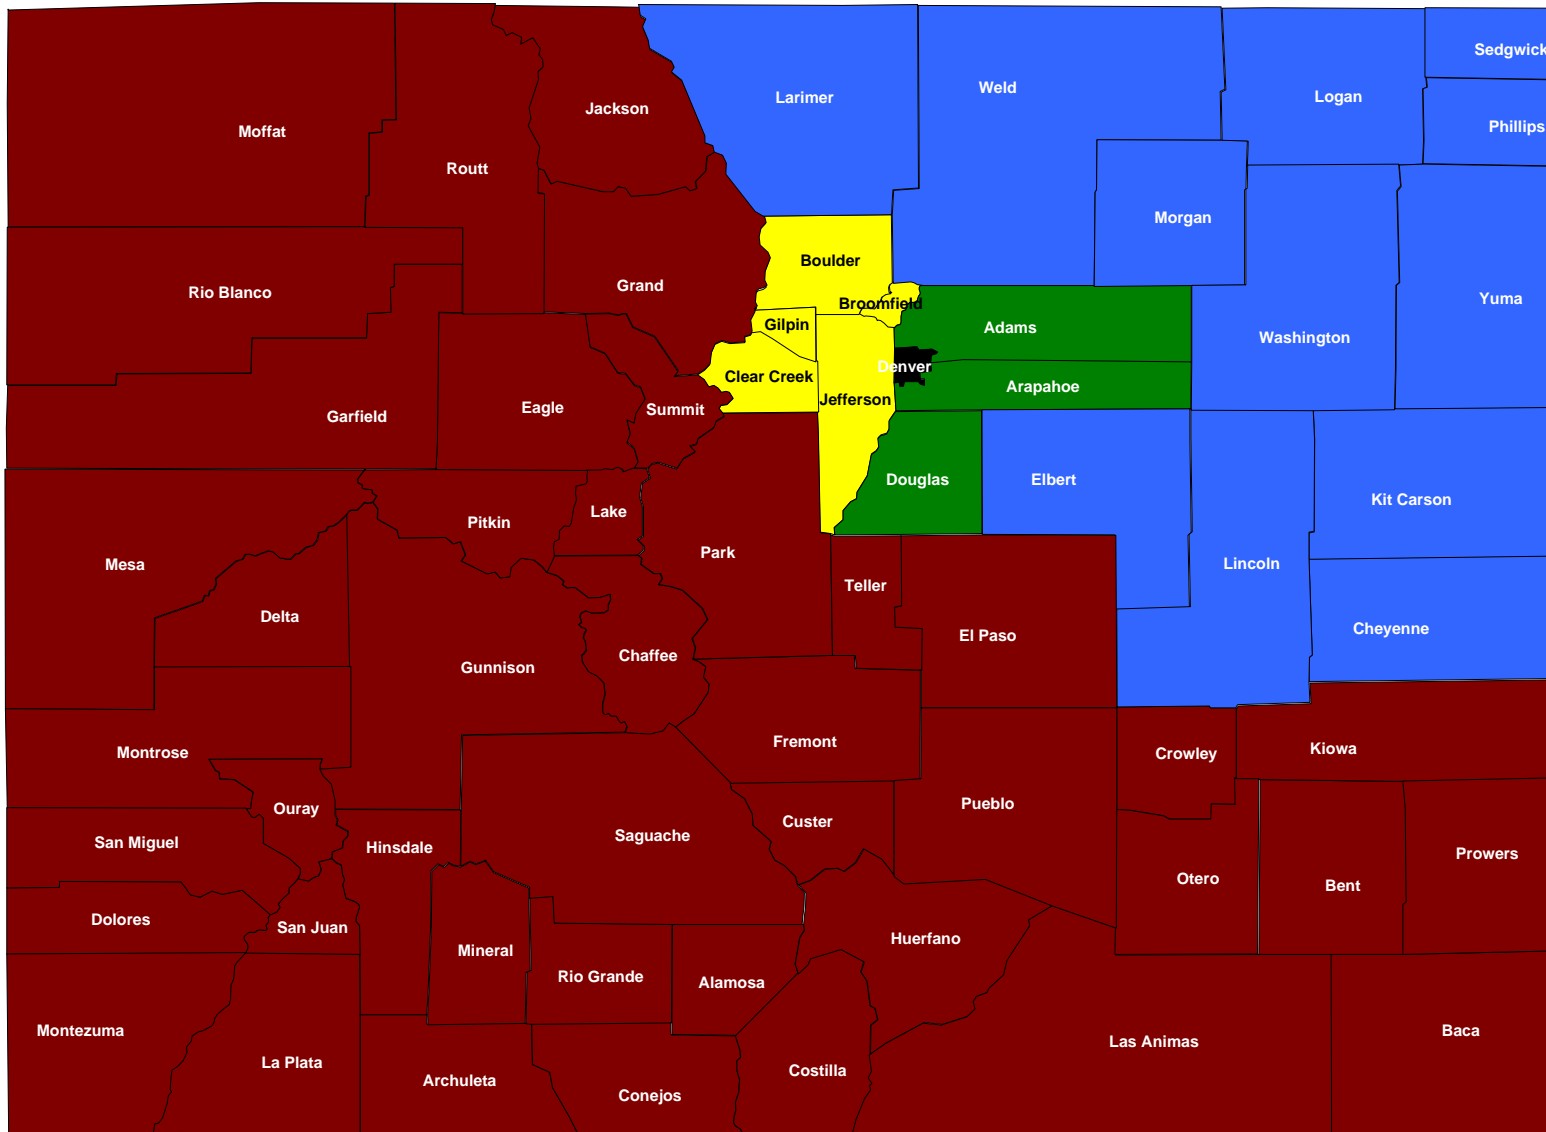 Sedgwick
Larimer
Weld
Logan
Jackson
Phillips
Moffat
Routt
Morgan
Boulder
Grand
Rio Blanco
Yuma
Broomfield
Gilpin
Adams
Washington
Denver
Clear Creek
Arapahoe
Jefferson
Eagle
Summit
Garfield
Douglas
Elbert
Kit Carson
Lake
Pitkin
Park
Mesa
Lincoln
Teller
Delta
Cheyenne
El Paso
Chaffee
Gunnison
Fremont
Kiowa
Montrose
Crowley
Pueblo
Ouray
Custer
Saguache
San Miguel
Hinsdale
Prowers
Otero
Bent
Dolores
San Juan
Huerfano
Mineral
Rio Grande
Alamosa
Montezuma
Baca
Las Animas
La Plata
Costilla
Archuleta
Conejos